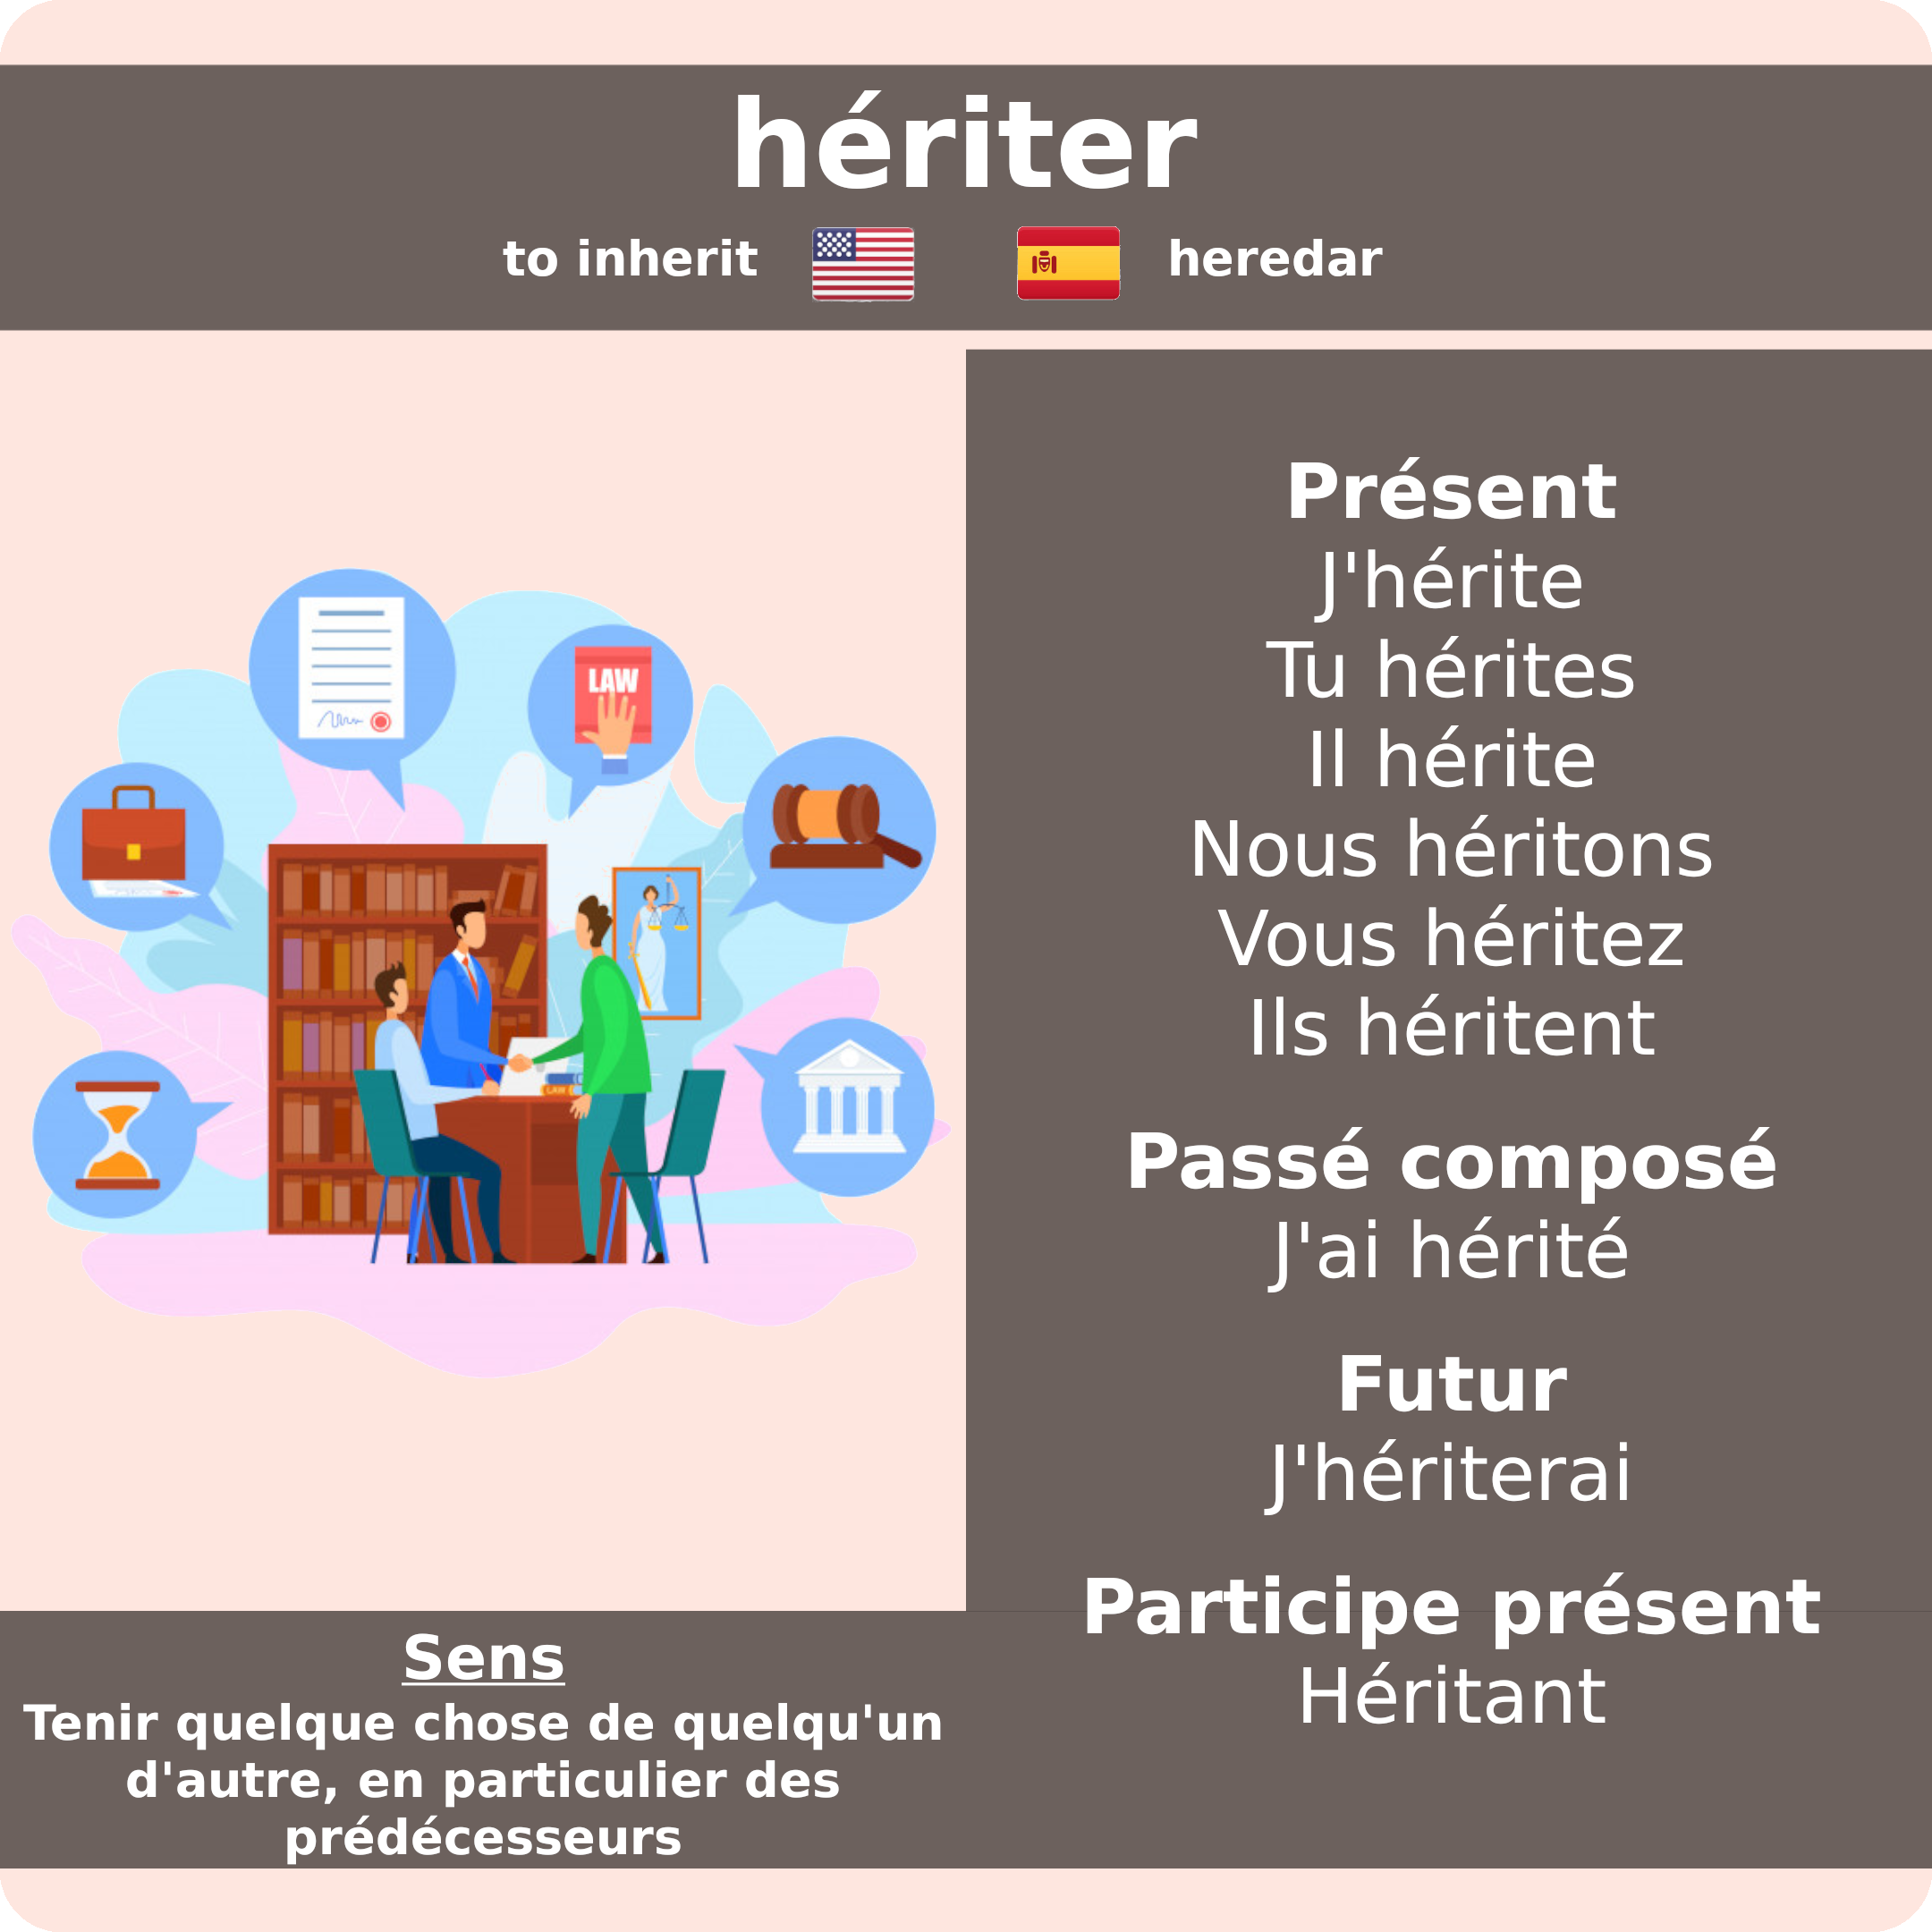 hériter
to inherit heredar
LAW
LAW
Présent
J'hérite
Tu hérites
Il hérite
Nous héritons
Vous héritez
Ils héritent
Passé composé
J'ai hérité
Futur
J'hériterai
Participe présent
Héritant
Sens
Tenir quelque chose de quelqu'un
d'autre, en particulier des
prédécesseurs